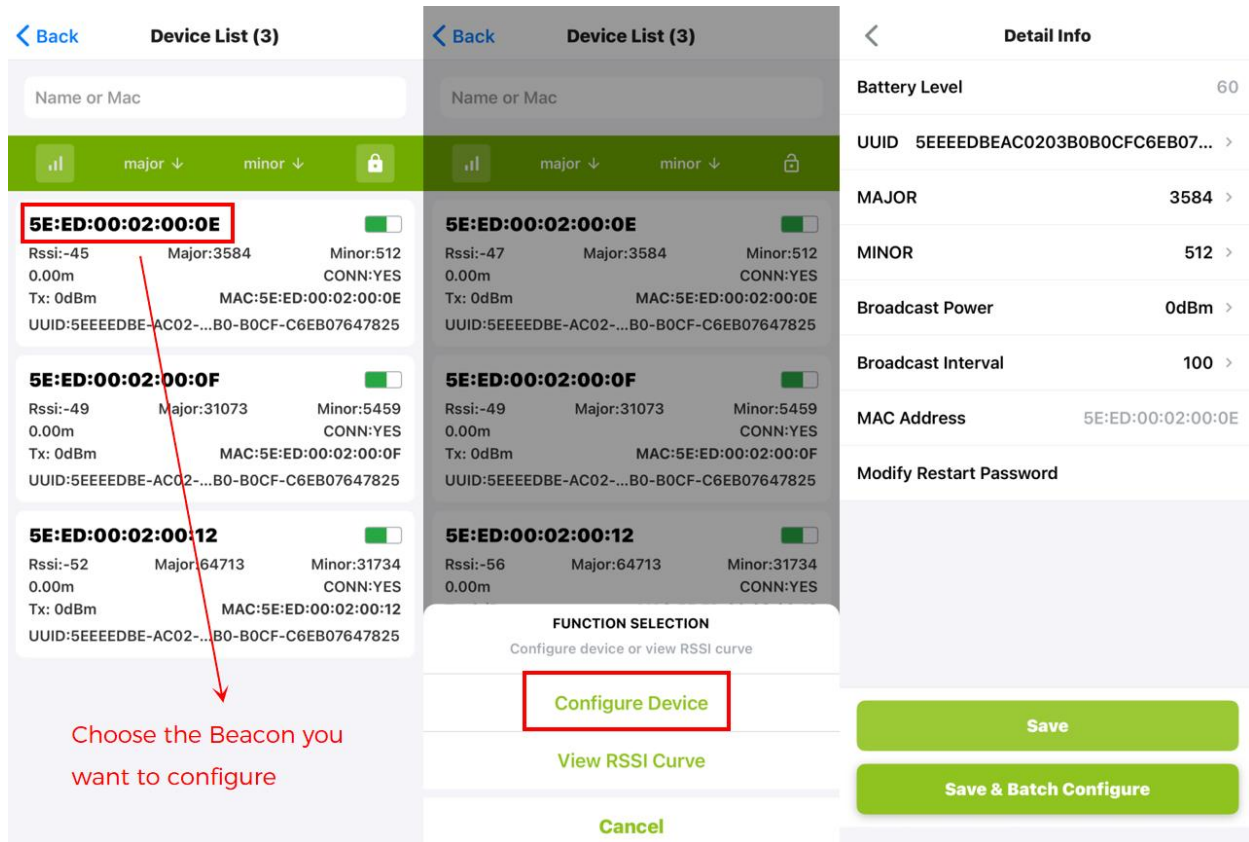 Back
Device List (3)
Name or Mac
major ↓
minor ↓
5E:ED:00:02:00:0E
Rssi:-45 Major:3584 Minor:512
0.00m CONN:YES
Tx: 0dBm MAC:5E:ED:00:02:00:0E
UUID:5EEEEDBE-AC02-...B0-B0CF-C6EB07647825
5E:ED:00:02:00:0F
Rssi:-49 Major:31073 Minor:5459
0.00m CONN:YES
Tx: 0dBm MAC:5E:ED:00:02:00:0F
UUID:5EEEEDBE-AC02-...B0-B0CF-C6EB07647825
5E:ED:00:02:00:12
Rssi:-52 Major:64713 Minor:31734
0.00m CONN:YES
Tx: 0dBm MAC:5E:ED:00:02:00:12
UUID:5EEEEDBE-AC02-...B0-B0CF-C6EB07647825
Choose the Beacon you
want to configure
Back
Device List (3)
Name or Mac
major ↓
minor ↓
5E:ED:00:02:00:0E
Rssi:-47 Major:3584 Minor:512
0.00m CONN:YES
Tx: 0dBm MAC:5E:ED:00:02:00:0E
UUID:5EEEEDBE-AC02-...B0-B0CF-C6EB07647825
5E:ED:00:02:00:0F
Rssi:-49 Major:31073 Minor:5459
0.00m CONN:YES
Tx: 0dBm MAC:5E:ED:00:02:00:0F
UUID:5EEEEDBE-AC02-...B0-B0CF-C6EB07647825
5E:ED:00:02:00:12
Rssi:-56 Major:64713 Minor:31734
0.00m CONN:YES
FUNCTION SELECTION
Configure device or view RSSI curve
Configure Device
View RSSI Curve
Cancel
Detail Info
Battery Level 60
UUID 5EEEEDBEAC0203B0B0CFC6EB07...
MAJOR 3584
MINOR 512
Broadcast Power 0dBm
Broadcast Interval 100
MAC Address 5E:ED:00:02:00:0E
Modify Restart Password
Save
Save & Batch Configure